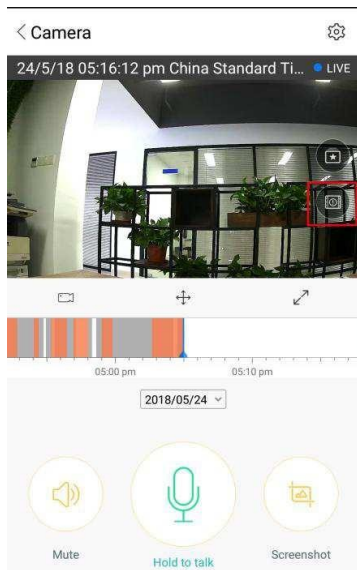 Camera
24/5/18 05:16:12 pm China Standard Ti... LIVE
05:00 pm 05:10 pm
2018/05/24
Mute Hold to talk Screenshot